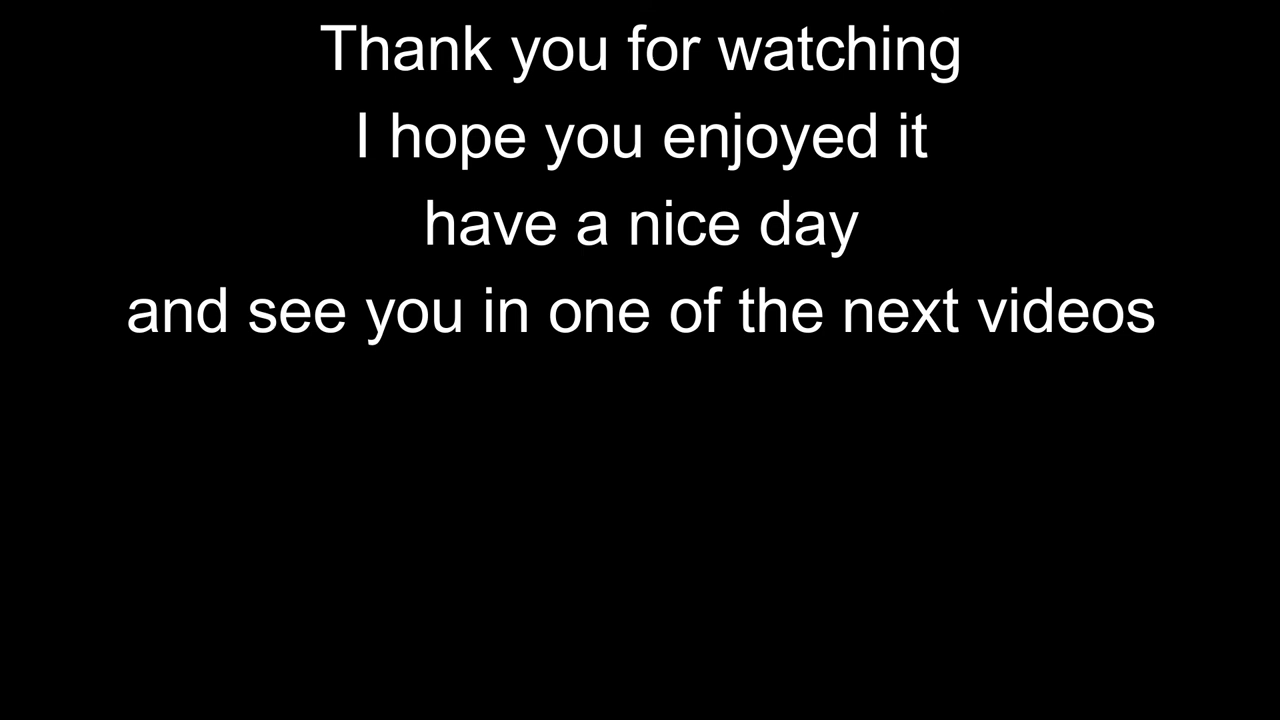 Thank you for watching
I hope you enjoyed it
have a nice day
and see you in one of the next videos